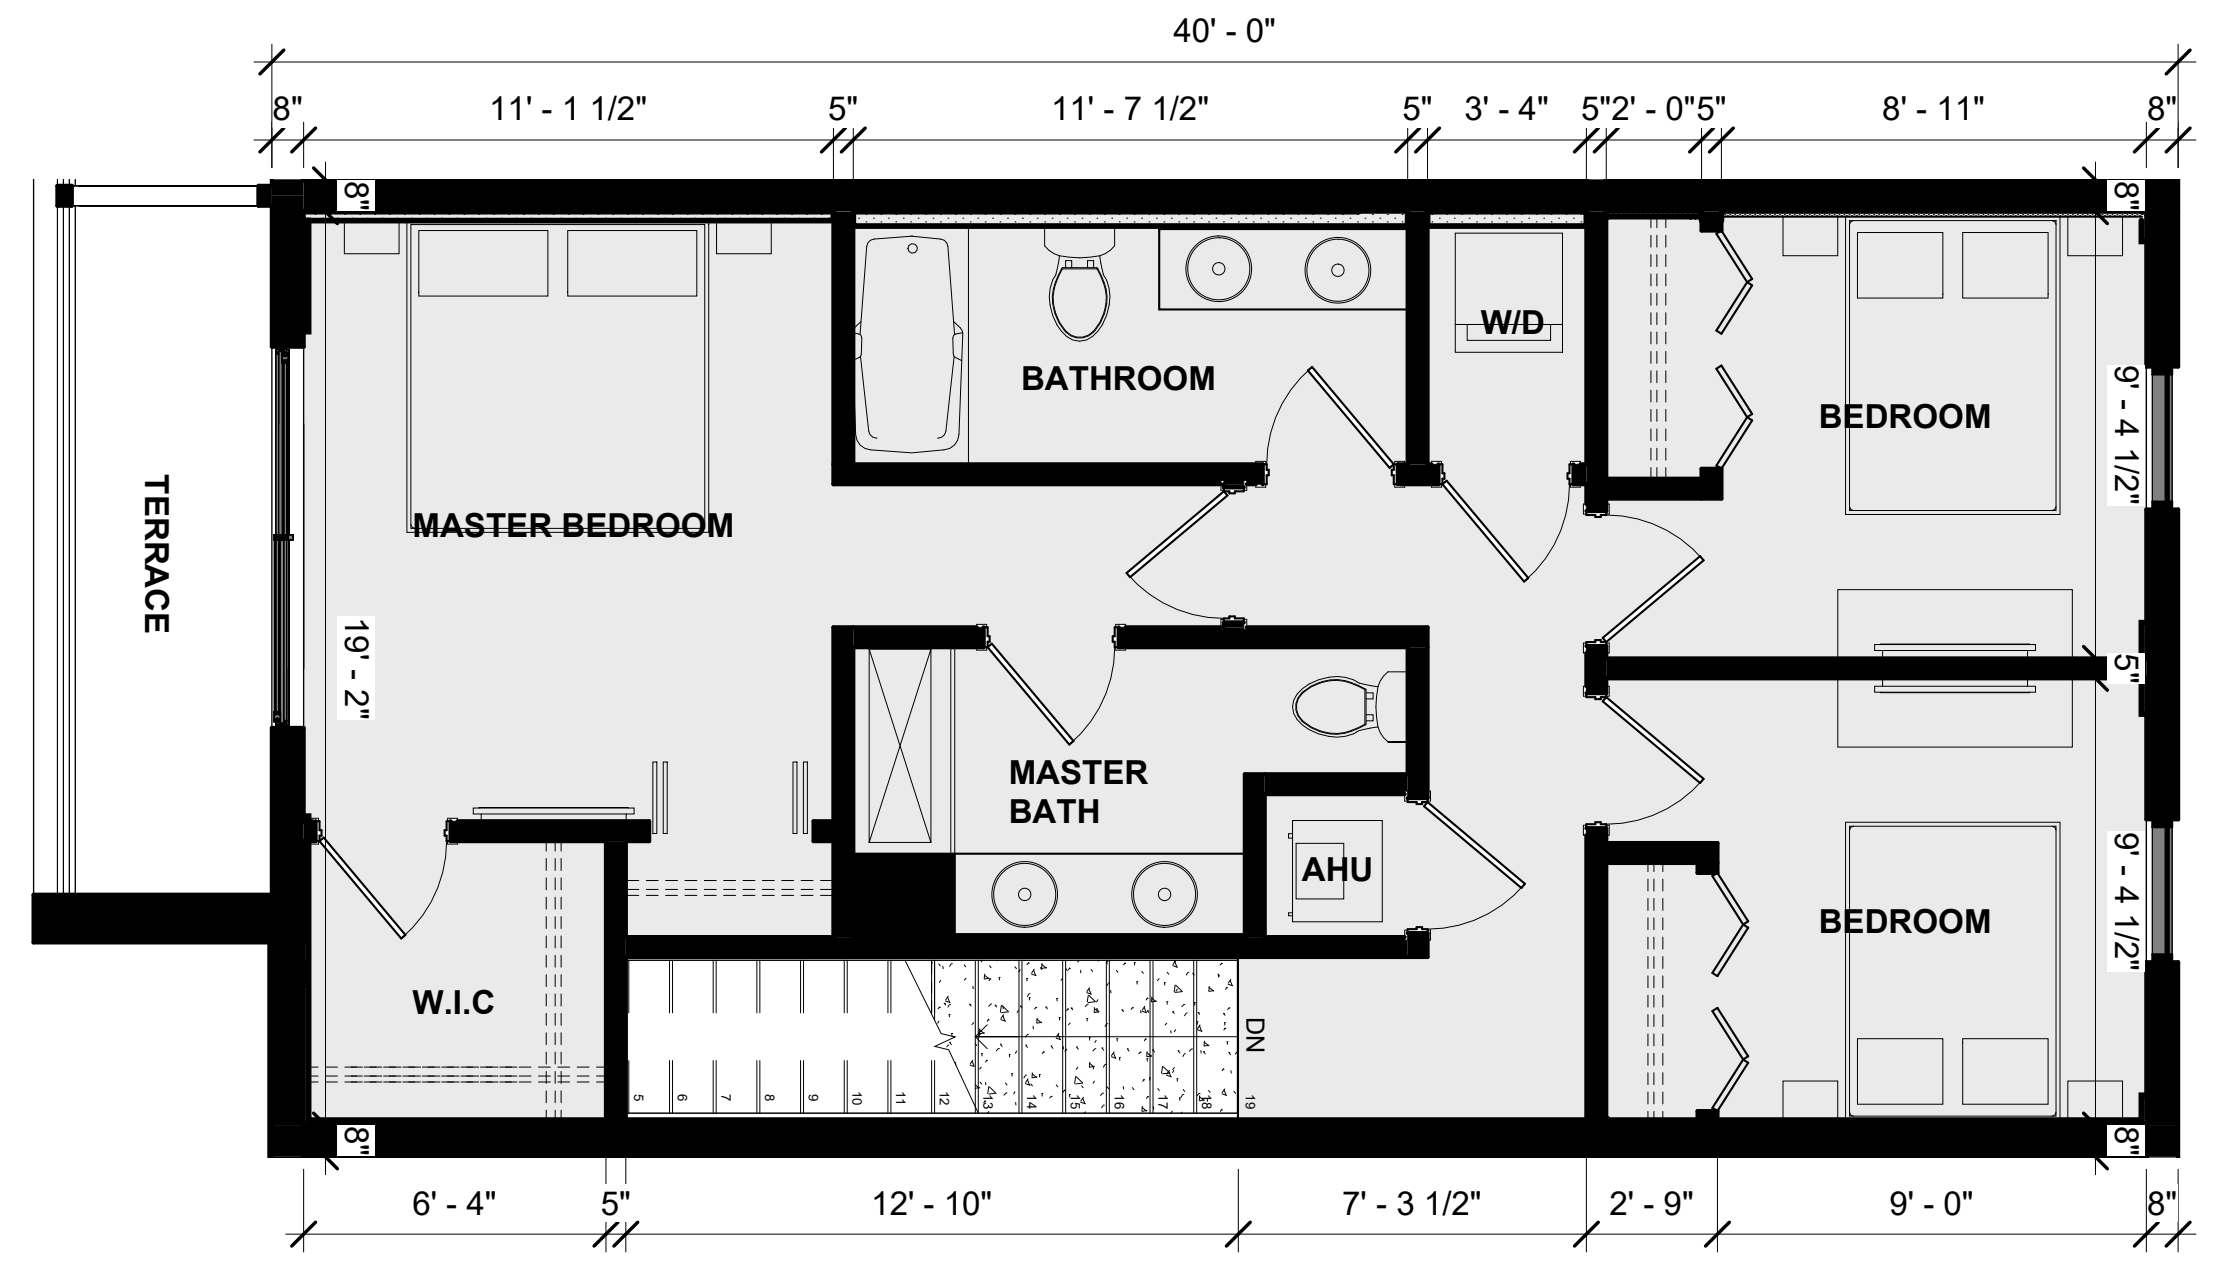 40' - 0"
8" 11' - 1 1/2" 5" 11' - 7 1/2" 5" 3' - 4" 5" 2' - 0" 5" 8' - 11" 8"
8" 8"
W/D
BATHROOM
BEDROOM
9' - 4 1/2"
MASTER BEDROOM
TERRACE
19' - 2"
5"
MASTER
BATH
AHU
BEDROOM
9' - 4 1/2"
W.I.C
DN
5 6 7 8 9 10 11 12 13 14 15 16 17 18 19
8" 8"
6' - 4" 5" 12' - 10" 7' - 3 1/2" 2' - 9" 9' - 0" 8"